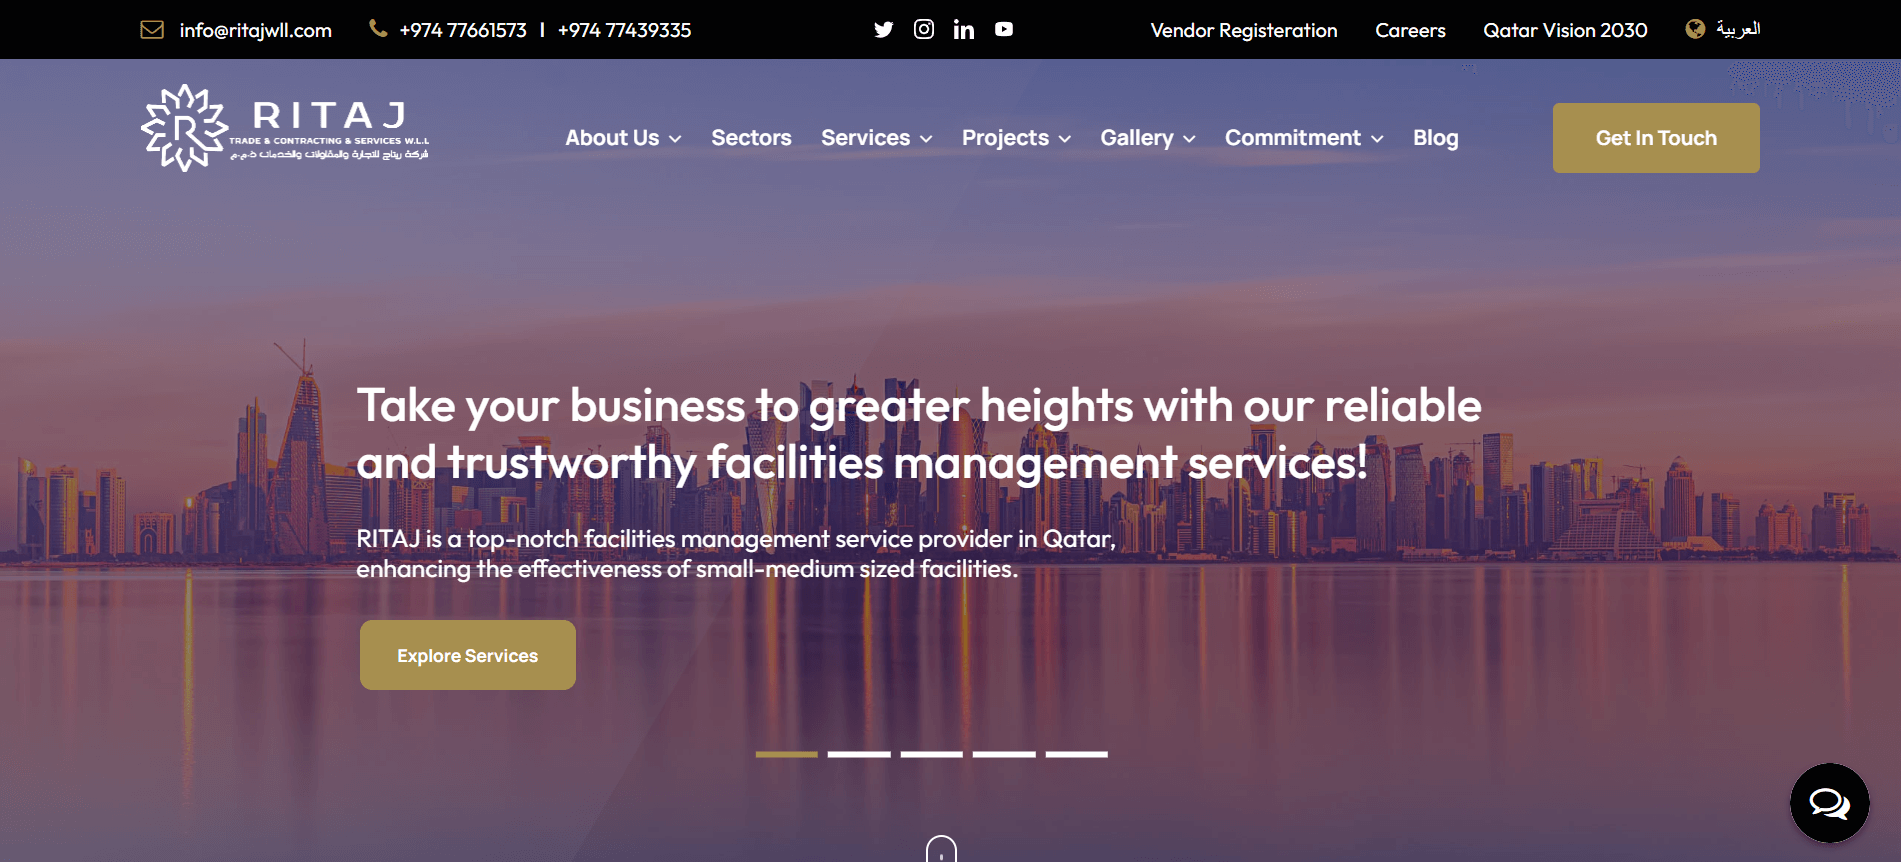 info@ritajwll.com
+974 77661573 | +974 77439335
Vendor Registeration
Careers
Qatar Vision 2030
العربية
RITAJ
TRADE & CONTRACTING & SERVICES W.L.L
شركة ريتاج للتجارة والمقاولات والخدمات ذ.م.م
About Us
Sectors
Services
Projects
Gallery
Commitment
Blog
Get In Touch
Take your business to greater heights with our reliable
and trustworthy facilities management services!
RITAJ is a top-notch facilities management service provider in Qatar,
enhancing the effectiveness of small-medium sized facilities.
Explore Services